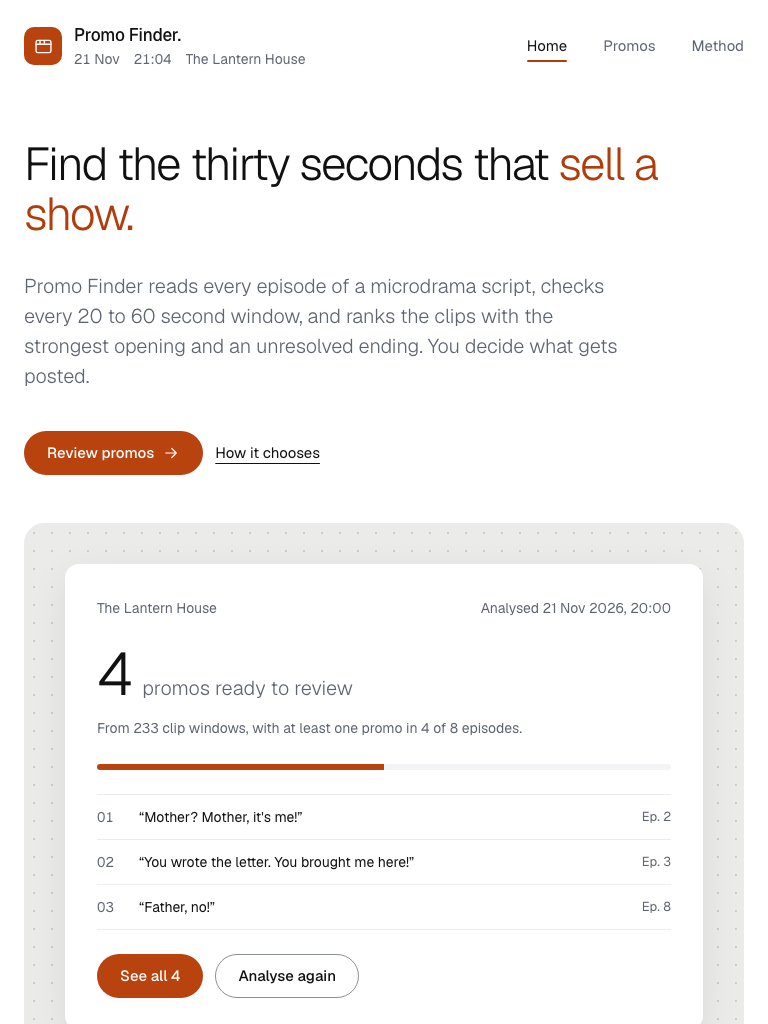 Promo Finder.
21 Nov 21:04 The Lantern House
Home Promos Method
Find the thirty seconds that sell a
show.
Promo Finder reads every episode of a microdrama script, checks
every 20 to 60 second window, and ranks the clips with the
strongest opening and an unresolved ending. You decide what gets
posted.
Review promos → How it chooses
The Lantern House Analysed 21 Nov 2026, 20:00
4 promos ready to review
From 233 clip windows, with at least one promo in 4 of 8 episodes.
01 “Mother? Mother, it's me!” Ep. 2
02 “You wrote the letter. You brought me here!” Ep. 3
03 “Father, no!” Ep. 8
See all 4 Analyse again